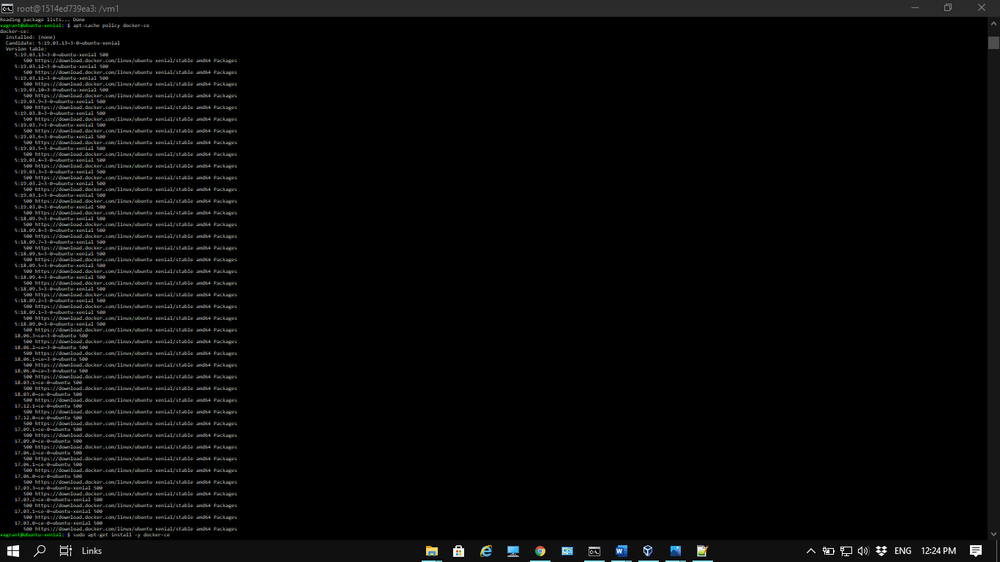 root@1514ed739ea3: /vm1
Reading package lists... Done
vagrant@ubuntu-xenial:~$ apt-cache policy docker-ce
docker-ce:
  Installed: (none)
  Candidate: 5:19.03.13~3-0~ubuntu-xenial
  Version table:
     5:19.03.13~3-0~ubuntu-xenial 500
        500 https://download.docker.com/linux/ubuntu xenial/stable amd64 Packages
     5:19.03.12~3-0~ubuntu-xenial 500
        500 https://download.docker.com/linux/ubuntu xenial/stable amd64 Packages
     5:19.03.11~3-0~ubuntu-xenial 500
        500 https://download.docker.com/linux/ubuntu xenial/stable amd64 Packages
     5:19.03.10~3-0~ubuntu-xenial 500
        500 https://download.docker.com/linux/ubuntu xenial/stable amd64 Packages
     5:19.03.9~3-0~ubuntu-xenial 500
        500 https://download.docker.com/linux/ubuntu xenial/stable amd64 Packages
     5:19.03.8~3-0~ubuntu-xenial 500
        500 https://download.docker.com/linux/ubuntu xenial/stable amd64 Packages
     5:19.03.7~3-0~ubuntu-xenial 500
        500 https://download.docker.com/linux/ubuntu xenial/stable amd64 Packages
     5:19.03.6~3-0~ubuntu-xenial 500
        500 https://download.docker.com/linux/ubuntu xenial/stable amd64 Packages
     5:19.03.5~3-0~ubuntu-xenial 500
        500 https://download.docker.com/linux/ubuntu xenial/stable amd64 Packages
     5:19.03.4~3-0~ubuntu-xenial 500
        500 https://download.docker.com/linux/ubuntu xenial/stable amd64 Packages
     5:19.03.3~3-0~ubuntu-xenial 500
        500 https://download.docker.com/linux/ubuntu xenial/stable amd64 Packages
     5:19.03.2~3-0~ubuntu-xenial 500
        500 https://download.docker.com/linux/ubuntu xenial/stable amd64 Packages
     5:19.03.1~3-0~ubuntu-xenial 500
        500 https://download.docker.com/linux/ubuntu xenial/stable amd64 Packages
     5:19.03.0~3-0~ubuntu-xenial 500
        500 https://download.docker.com/linux/ubuntu xenial/stable amd64 Packages
     5:18.09.9~3-0~ubuntu-xenial 500
        500 https://download.docker.com/linux/ubuntu xenial/stable amd64 Packages
     5:18.09.8~3-0~ubuntu-xenial 500
        500 https://download.docker.com/linux/ubuntu xenial/stable amd64 Packages
     5:18.09.7~3-0~ubuntu-xenial 500
        500 https://download.docker.com/linux/ubuntu xenial/stable amd64 Packages
     5:18.09.6~3-0~ubuntu-xenial 500
        500 https://download.docker.com/linux/ubuntu xenial/stable amd64 Packages
     5:18.09.5~3-0~ubuntu-xenial 500
        500 https://download.docker.com/linux/ubuntu xenial/stable amd64 Packages
     5:18.09.4~3-0~ubuntu-xenial 500
        500 https://download.docker.com/linux/ubuntu xenial/stable amd64 Packages
     5:18.09.3~3-0~ubuntu-xenial 500
        500 https://download.docker.com/linux/ubuntu xenial/stable amd64 Packages
     5:18.09.2~3-0~ubuntu-xenial 500
        500 https://download.docker.com/linux/ubuntu xenial/stable amd64 Packages
     5:18.09.1~3-0~ubuntu-xenial 500
        500 https://download.docker.com/linux/ubuntu xenial/stable amd64 Packages
     5:18.09.0~3-0~ubuntu-xenial 500
        500 https://download.docker.com/linux/ubuntu xenial/stable amd64 Packages
     18.06.3~ce~3-0~ubuntu 500
        500 https://download.docker.com/linux/ubuntu xenial/stable amd64 Packages
     18.06.2~ce~3-0~ubuntu 500
        500 https://download.docker.com/linux/ubuntu xenial/stable amd64 Packages
     18.06.1~ce~3-0~ubuntu 500
        500 https://download.docker.com/linux/ubuntu xenial/stable amd64 Packages
     18.06.0~ce~3-0~ubuntu 500
        500 https://download.docker.com/linux/ubuntu xenial/stable amd64 Packages
     18.03.1~ce-0~ubuntu 500
        500 https://download.docker.com/linux/ubuntu xenial/stable amd64 Packages
     18.03.0~ce-0~ubuntu 500
        500 https://download.docker.com/linux/ubuntu xenial/stable amd64 Packages
     17.12.1~ce-0~ubuntu 500
        500 https://download.docker.com/linux/ubuntu xenial/stable amd64 Packages
     17.12.0~ce-0~ubuntu 500
        500 https://download.docker.com/linux/ubuntu xenial/stable amd64 Packages
     17.09.1~ce-0~ubuntu 500
        500 https://download.docker.com/linux/ubuntu xenial/stable amd64 Packages
     17.09.0~ce-0~ubuntu 500
        500 https://download.docker.com/linux/ubuntu xenial/stable amd64 Packages
     17.06.2~ce-0~ubuntu 500
        500 https://download.docker.com/linux/ubuntu xenial/stable amd64 Packages
     17.06.1~ce-0~ubuntu 500
        500 https://download.docker.com/linux/ubuntu xenial/stable amd64 Packages
     17.06.0~ce-0~ubuntu 500
        500 https://download.docker.com/linux/ubuntu xenial/stable amd64 Packages
     17.03.3~ce-0~ubuntu-xenial 500
        500 https://download.docker.com/linux/ubuntu xenial/stable amd64 Packages
     17.03.2~ce-0~ubuntu-xenial 500
        500 https://download.docker.com/linux/ubuntu xenial/stable amd64 Packages
     17.03.1~ce-0~ubuntu-xenial 500
        500 https://download.docker.com/linux/ubuntu xenial/stable amd64 Packages
     17.03.0~ce-0~ubuntu-xenial 500
        500 https://download.docker.com/linux/ubuntu xenial/stable amd64 Packages
vagrant@ubuntu-xenial:~$ sudo apt-get install -y docker-ce
Links ENG 12:24 PM